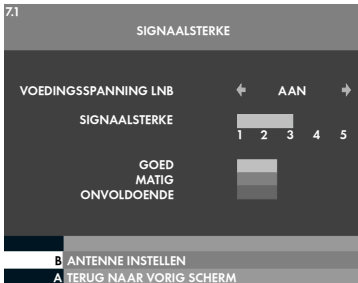 7.1
SIGNAALSTERKE
VOEDINGSSPANNING LNB AAN
SIGNAALSTERKE
1 2 3 4 5
GOED
MATIG
ONVOLDOENDE
B ANTENNE INSTELLEN
A TERUG NAAR VORIG SCHERM